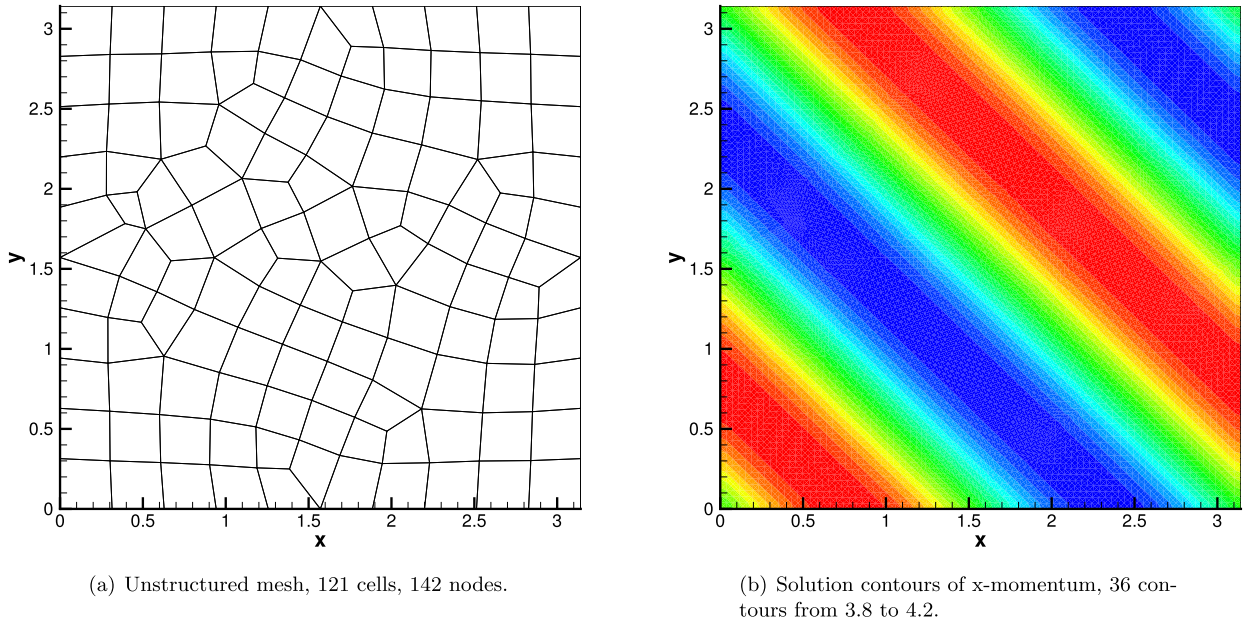 3
2.5
2
1.5
1
0.5
0
y
0 0.5 1 1.5 2 2.5 3
x
(a) Unstructured mesh, 121 cells, 142 nodes.
3
2.5
2
1.5
1
0.5
0
y
0 0.5 1 1.5 2 2.5 3
x
(b) Solution contours of x-momentum, 36 con-
tours from 3.8 to 4.2.